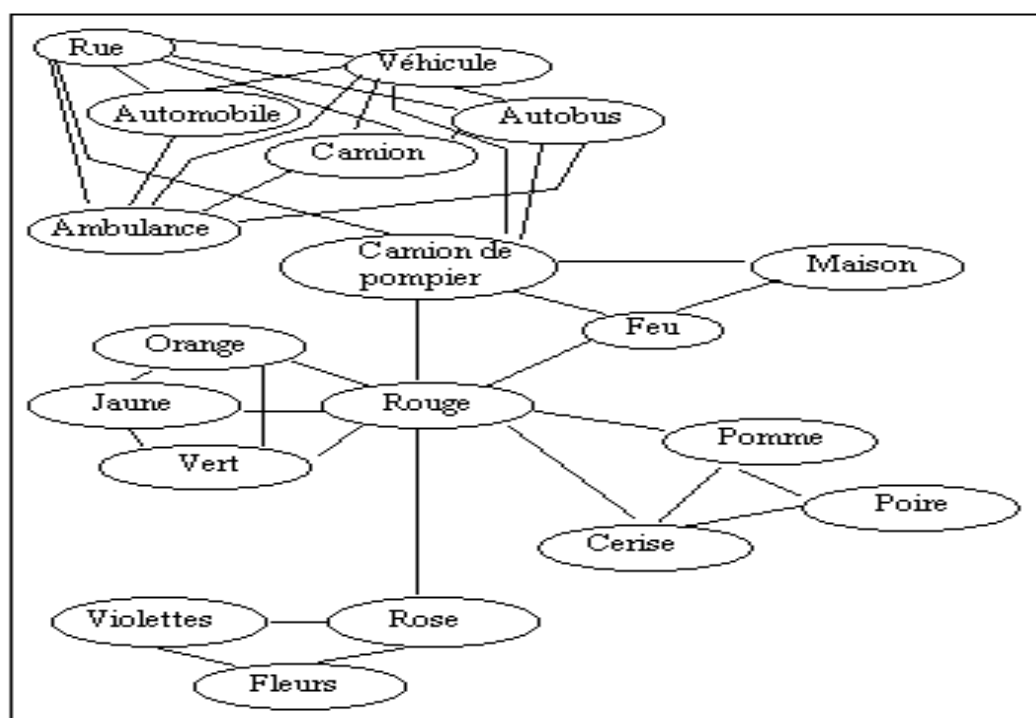 Rue
Véhicule
Automobile
Autobus
Camion
Ambulance
Camion de
pompier
Maison
Feu
Orange
Jaune
Rouge
Vert
Pomme
Poire
Cerise
Violettes
Rose
Fleurs